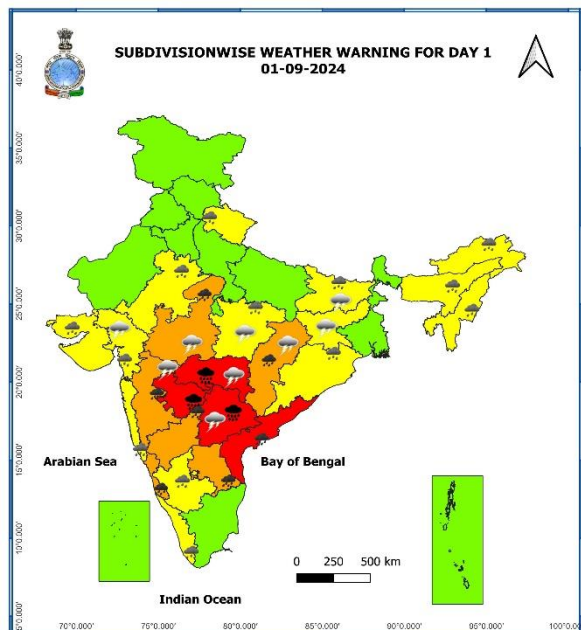 SUBDIVISIONWISE WEATHER WARNING FOR DAY 1
01-09-2024
40°0.000'
35°0.000'
30°0.000'
25°0.000'
20°0.000'
15°0.000'
10°0.000'
5°0.000'
Arabian Sea
Bay of Bengal
0 250 500 km
Indian Ocean
70°0.000' 75°0.000' 80°0.000' 85°0.000' 90°0.000' 95°0.000' 100°0.0